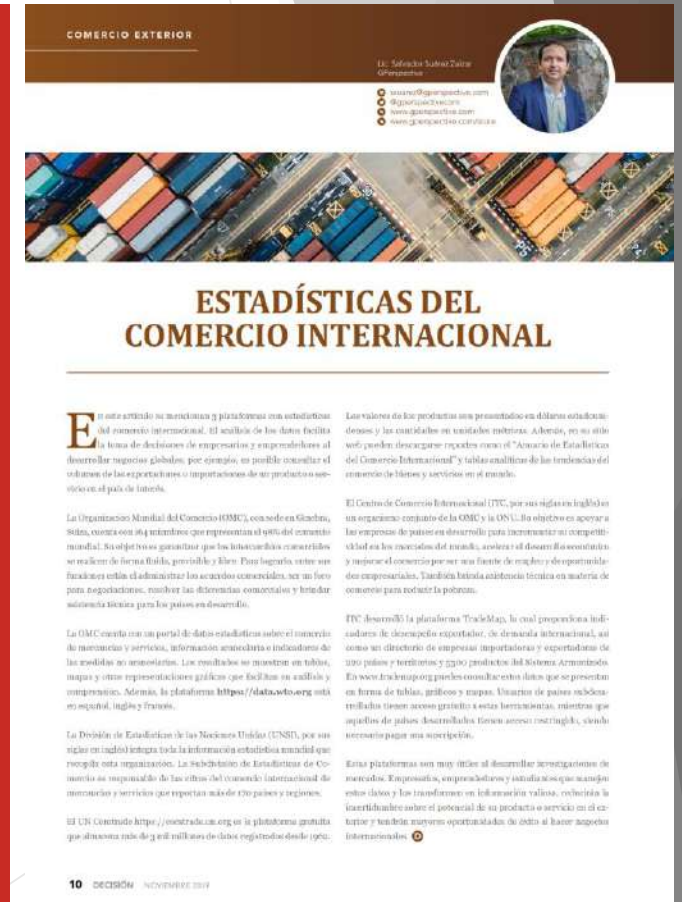 COMERCIO EXTERIOR
Lic. Salvador Suárez Zaizar
GPerspective
ssuarez@gperspective.com
@gperspectivecom
www.gperspective.com
www.gperspective.com
ESTADÍSTICAS DEL
COMERCIO INTERNACIONAL
En este artículo se mencionan 3 plataformas con estadísticas
del comercio internacional. El análisis de los datos facilita
la toma de decisiones de empresarios y emprendedores al
desarrollar negocios globales, por ejemplo, es posible consultar el
volumen de las exportaciones o importaciones de un producto o ser-
vicio en el país de interés.
La Organización Mundial del Comercio (OMC), con sede en Ginebra,
Suiza, cuenta con 164 miembros que representan el 98% del comercio
mundial. Su objetivo es garantizar que los intercambios comerciales
se realicen de forma fluida, previsible y libre. Para lograrlo, entre sus
funciones están el administrar los acuerdos comerciales, ser un foro
para negociaciones, resolver las diferencias comerciales y brindar
asistencia técnica para los países en desarrollo.
La OMC cuenta con un portal de datos estadísticos sobre el comercio
de mercancías y servicios, información arancelaria e indicadores de
las medidas no arancelarias. Los resultados se muestran en tablas,
mapas y otras representaciones gráficas que facilitan su análisis y
comprensión. Además, la plataforma https://data.wto.org está
en español, inglés y francés.
La División de Estadísticas de las Naciones Unidas (UNSD, por sus
siglas en inglés) integra toda la información estadística mundial que
recopila esta organización. La Subdivisión de Estadísticas de Co-
mercio es responsable de las cifras del comercio internacional de
mercancías y servicios que reportan más de 170 países y regiones.
El UN Comtrade https://comtrade.un.org es la plataforma gratuita
que almacena más de 3 mil millones de datos registrados desde 1962.
Los valores de los productos son presentados en dólares estadouni-
denses y las cantidades en unidades métricas. Además, en su sitio
web pueden descargarse reportes como el "Anuario de Estadísticas
del Comercio Internacional" y tablas analíticas de las tendencias del
comercio de bienes y servicios en el mundo.
El Centro de Comercio Internacional (ITC, por sus siglas en inglés) es
un organismo conjunto de la OMC y la ONU. Su objetivo es apoyar a
las empresas de países en desarrollo para incrementar su competiti-
vidad en los mercados del mundo, acelerar el desarrollo económico
y mejorar el comercio por ser una fuente de empleo y de oportunida-
des empresariales. También brinda asistencia técnica en materia de
comercio para reducir la pobreza.
ITC desarrolló la plataforma TradeMap, la cual proporciona indi-
cadores de desempeño exportador, de demanda internacional, así
como un directorio de empresas importadoras y exportadoras de
220 países y territorios y 5300 productos del Sistema Armonizado.
En www.trademap.org puedes consultar estos datos que se presentan
en forma de tablas, gráficos y mapas. Usuarios de países subdesa-
rrollados tienen acceso gratuito a estas herramientas, mientras que
aquellos de países desarrollados tienen acceso restringido, siendo
necesario pagar una suscripción.
Estas plataformas son muy útiles al desarrollar investigaciones de
mercados. Empresarios, emprendedores y estudiantes que manejen
estos datos y los transformen en información valiosa, reducirán la
incertidumbre sobre el potencial de su producto o servicio en el ex-
terior y tendrán mayores oportunidades de éxito al hacer negocios
internacionales.
10 DECISIÓN NOVIEMBRE 2019